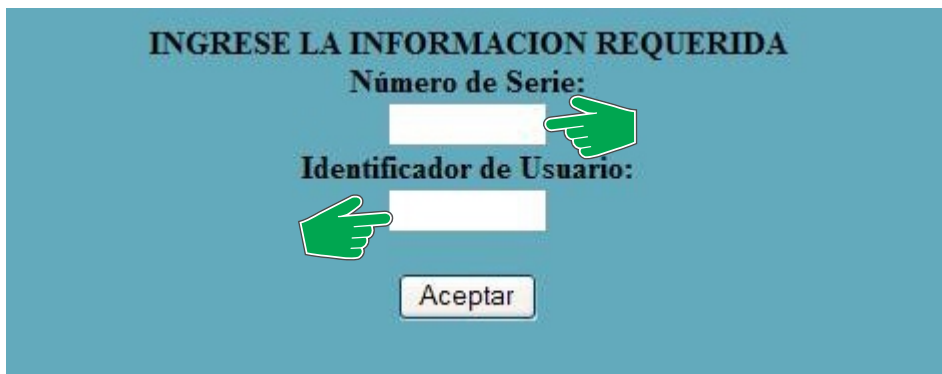 INGRESE LA INFORMACION REQUERIDA
Número de Serie:
Identificador de Usuario:
Aceptar